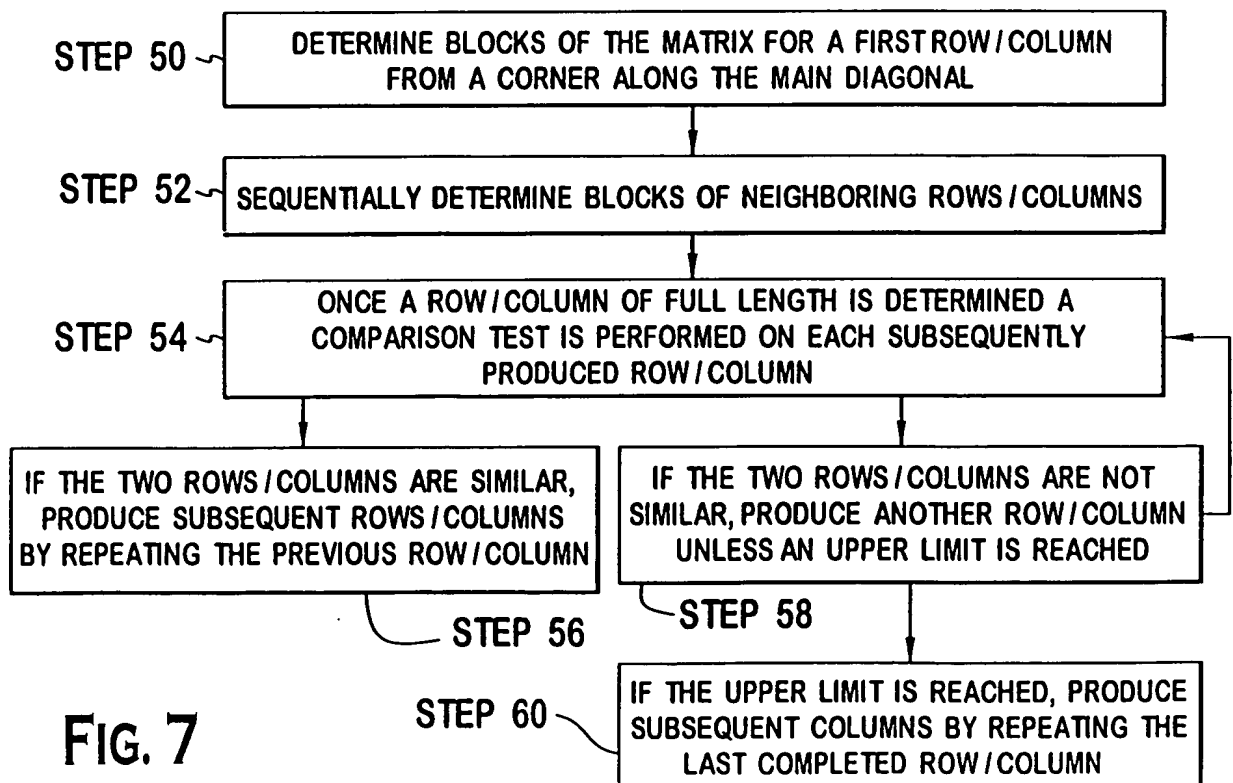 STEP 50
DETERMINE BLOCKS OF THE MATRIX FOR A FIRST ROW / COLUMN
FROM A CORNER ALONG THE MAIN DIAGONAL
STEP 52
SEQUENTIALLY DETERMINE BLOCKS OF NEIGHBORING ROWS / COLUMNS
STEP 54
ONCE A ROW / COLUMN OF FULL LENGTH IS DETERMINED A
COMPARISON TEST IS PERFORMED ON EACH SUBSEQUENTLY
PRODUCED ROW / COLUMN
IF THE TWO ROWS / COLUMNS ARE SIMILAR,
PRODUCE SUBSEQUENT ROWS / COLUMNS
BY REPEATING THE PREVIOUS ROW / COLUMN
STEP 56
IF THE TWO ROWS / COLUMNS ARE NOT
SIMILAR, PRODUCE ANOTHER ROW / COLUMN
UNLESS AN UPPER LIMIT IS REACHED
STEP 58
STEP 60
IF THE UPPER LIMIT IS REACHED, PRODUCE
SUBSEQUENT COLUMNS BY REPEATING THE
LAST COMPLETED ROW / COLUMN
FIG. 7